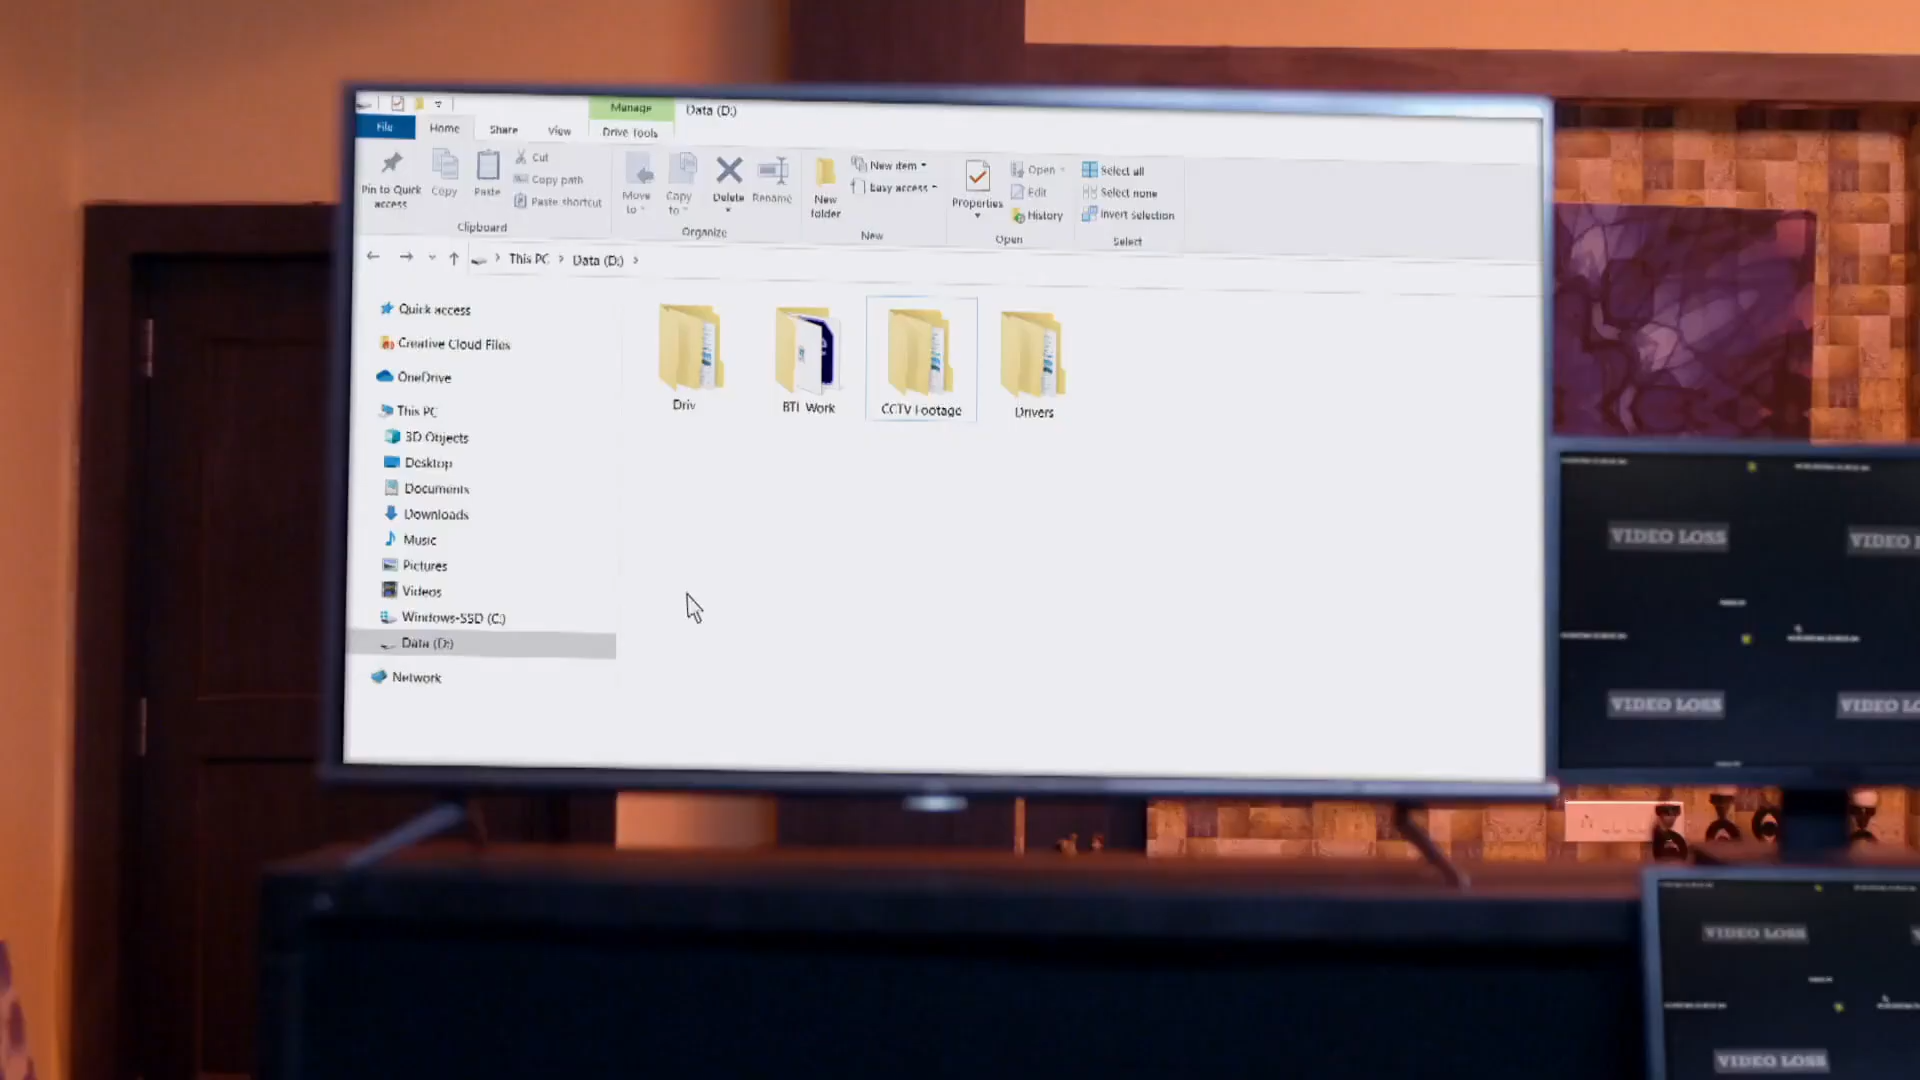 Manage
Data (D:)
File
Home
Share
View
Drive Tools
Pin to Quick access
Copy
Paste
Cut
Copy path
Paste shortcut
Clipboard
Move to
Copy to
Delete
Rename
Organize
New folder
New item
Easy access
New
Properties
Open
Edit
History
Open
Select all
Select none
Invert selection
Select
This PC > Data (D:) >
Quick access
Creative Cloud Files
OneDrive
This PC
3D Objects
Desktop
Documents
Downloads
Music
Pictures
Videos
Windows-SSD (C:)
Data (D:)
Network
Driv
BTL Work
CCTV Footage
Drivers
VIDEO LOSS
VIDEO
VIDEO LOSS
VIDEO
VIDEO LOSS
VIDEO LOSS